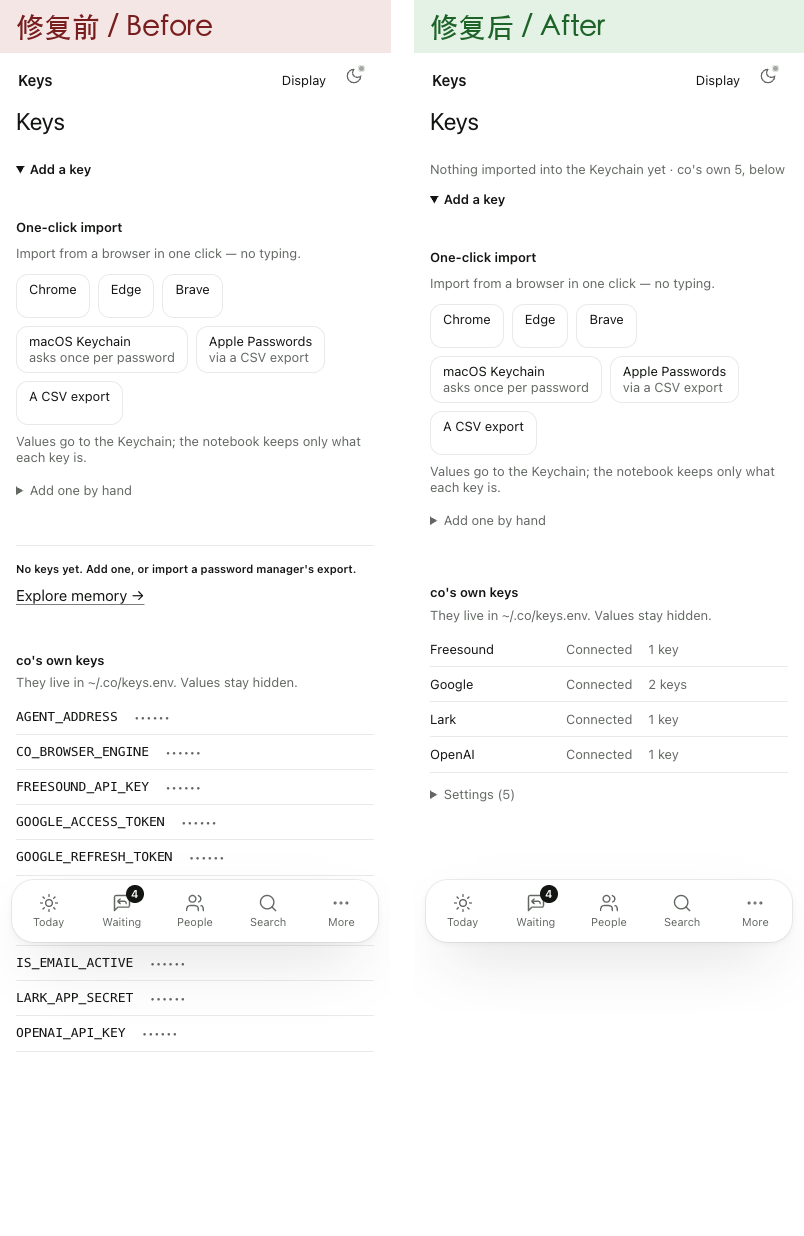 修复前 / Before
Keys
Display
Keys
▼ Add a key
One-click import
Import from a browser in one click — no typing.
Chrome
Edge
Brave
macOS Keychain
asks once per password
Apple Passwords
via a CSV export
A CSV export
Values go to the Keychain; the notebook keeps only what
each key is.
▶ Add one by hand
No keys yet. Add one, or import a password manager's export.
Explore memory →
co's own keys
They live in ~/.co/keys.env. Values stay hidden.
AGENT_ADDRESS ••••••
CO_BROWSER_ENGINE ••••••
FREESOUND_API_KEY ••••••
GOOGLE_ACCESS_TOKEN ••••••
GOOGLE_REFRESH_TOKEN ••••••
4
Today
Waiting
People
Search
More
IS_EMAIL_ACTIVE ••••••
LARK_APP_SECRET ••••••
OPENAI_API_KEY ••••••
修复后 / After
Keys
Display
Keys
Nothing imported into the Keychain yet · co's own 5, below
▼ Add a key
One-click import
Import from a browser in one click — no typing.
Chrome
Edge
Brave
macOS Keychain
asks once per password
Apple Passwords
via a CSV export
A CSV export
Values go to the Keychain; the notebook keeps only what
each key is.
▶ Add one by hand
co's own keys
They live in ~/.co/keys.env. Values stay hidden.
Freesound Connected 1 key
Google Connected 2 keys
Lark Connected 1 key
OpenAI Connected 1 key
▶ Settings (5)
4
Today
Waiting
People
Search
More